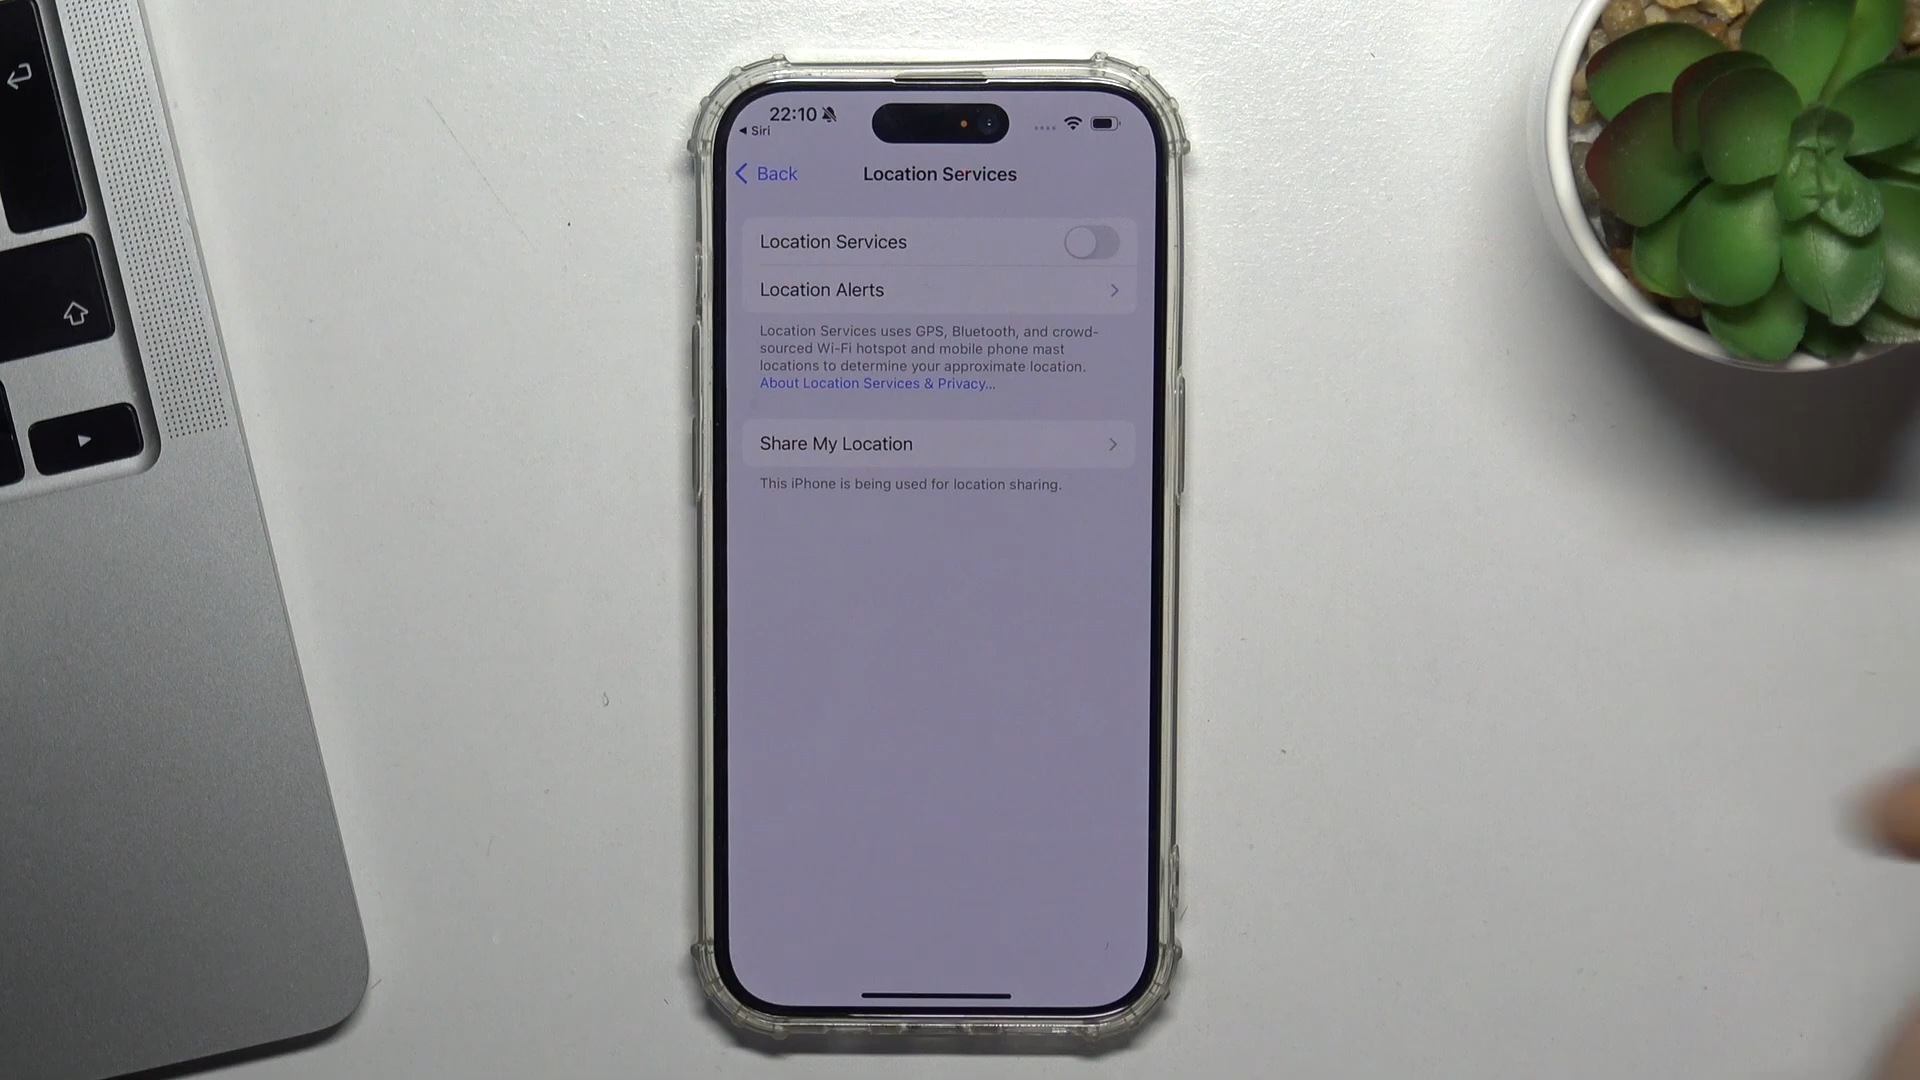 22:10
Siri
Back
Location Services
Location Services
Location Alerts
Location Services uses GPS, Bluetooth, and crowd-
sourced Wi-Fi hotspot and mobile phone mast
locations to determine your approximate location.
About Location Services & Privacy...
Share My Location
This iPhone is being used for location sharing.